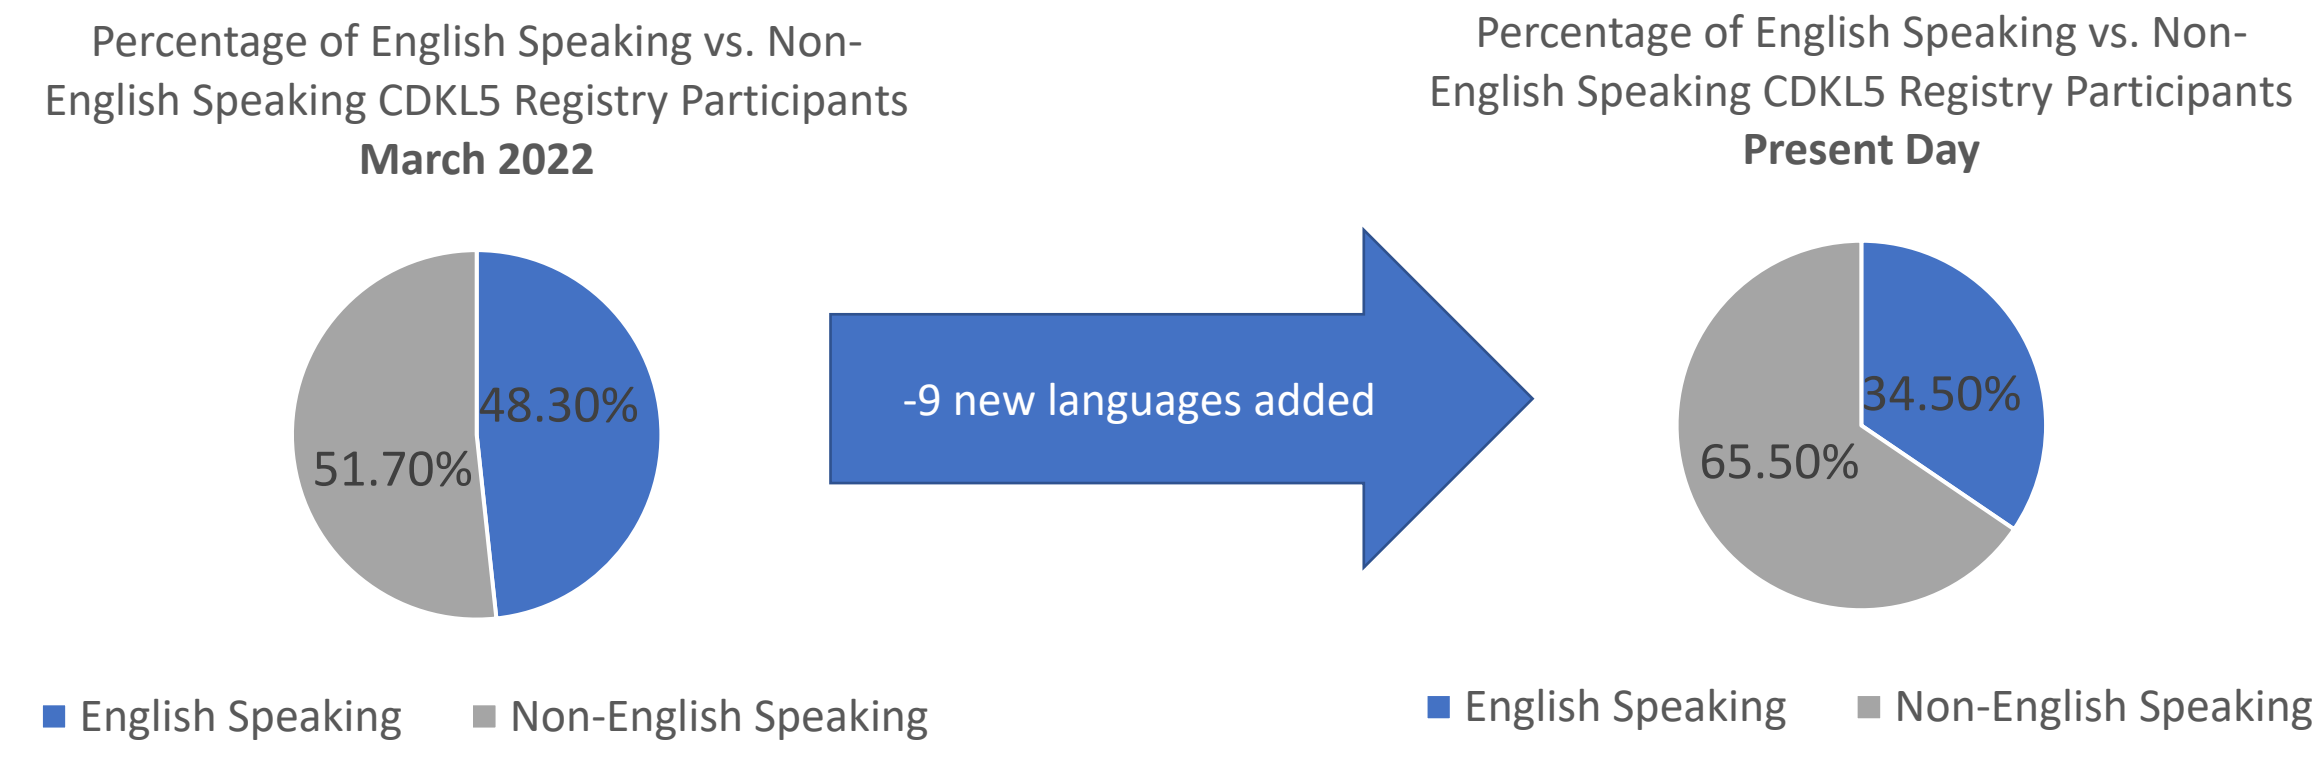 Percentage of English Speaking vs. Non-
English Speaking CDKL5 Registry Participants
March 2022
48.30%
51.70%
English Speaking
Non-English Speaking
-9 new languages added
Percentage of English Speaking vs. Non-
English Speaking CDKL5 Registry Participants
Present Day
34.50%
65.50%
English Speaking
Non-English Speaking